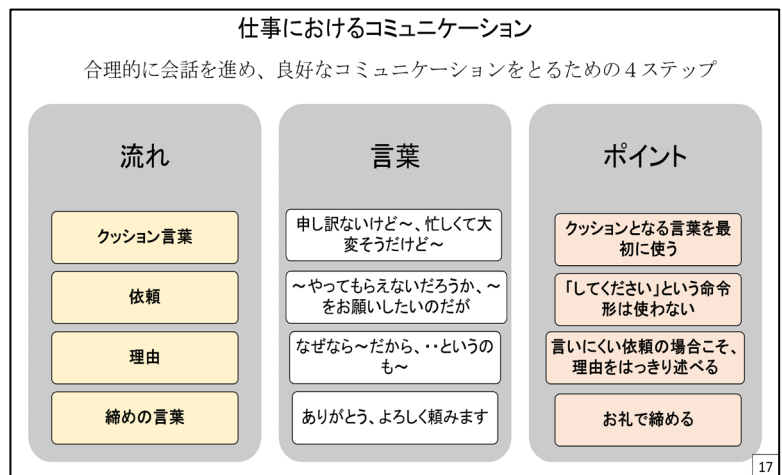 仕事におけるコミュニケーション
合理的に会話を進め、良好なコミュニケーションをとるための４ステップ
流れ
クッション言葉
依頼
理由
締めの言葉
言葉
申し訳ないけど～、忙しくて大
変そうだけど～
～やってもらえないだろうか、～
をお願いしたいのだが
なぜなら～だから、・・というの
も～
ありがとう、よろしく頼みます
ポイント
クッションとなる言葉を最
初に使う
「してください」という命令
形は使わない
言いにくい依頼の場合こそ、
理由をはっきり述べる
お礼で締める
17